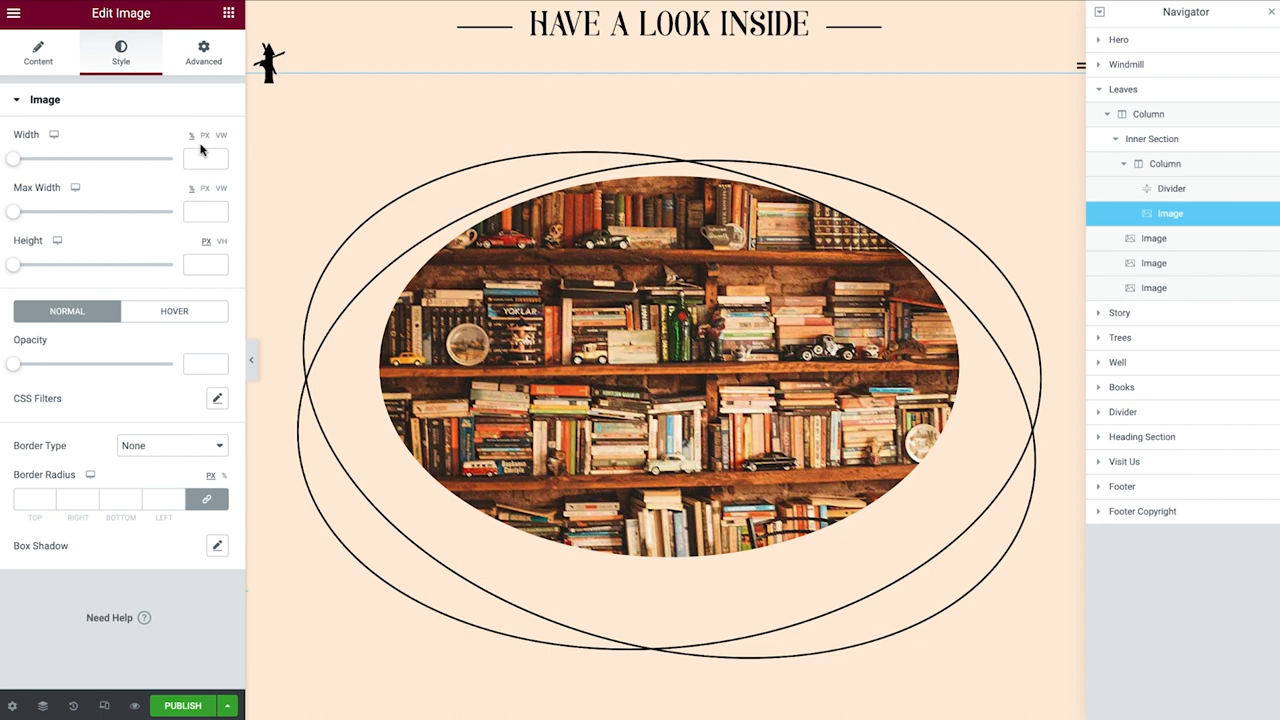 Edit Image
Content
Style
Advanced
Image
Width
% PX VW
Max Width
% PX VW
Height
PX VH
NORMAL
HOVER
Opacity
CSS Filters
Border Type
None
Border Radius
PX %
TOP RIGHT BOTTOM LEFT
Box Shadow
Need Help ?
PUBLISH
HAVE A LOOK INSIDE
YOKLAR
Navigator
Hero
Windmill
Leaves
Column
Inner Section
Column
Divider
Image
Image
Image
Image
Story
Trees
Well
Books
Divider
Heading Section
Visit Us
Footer
Footer Copyright